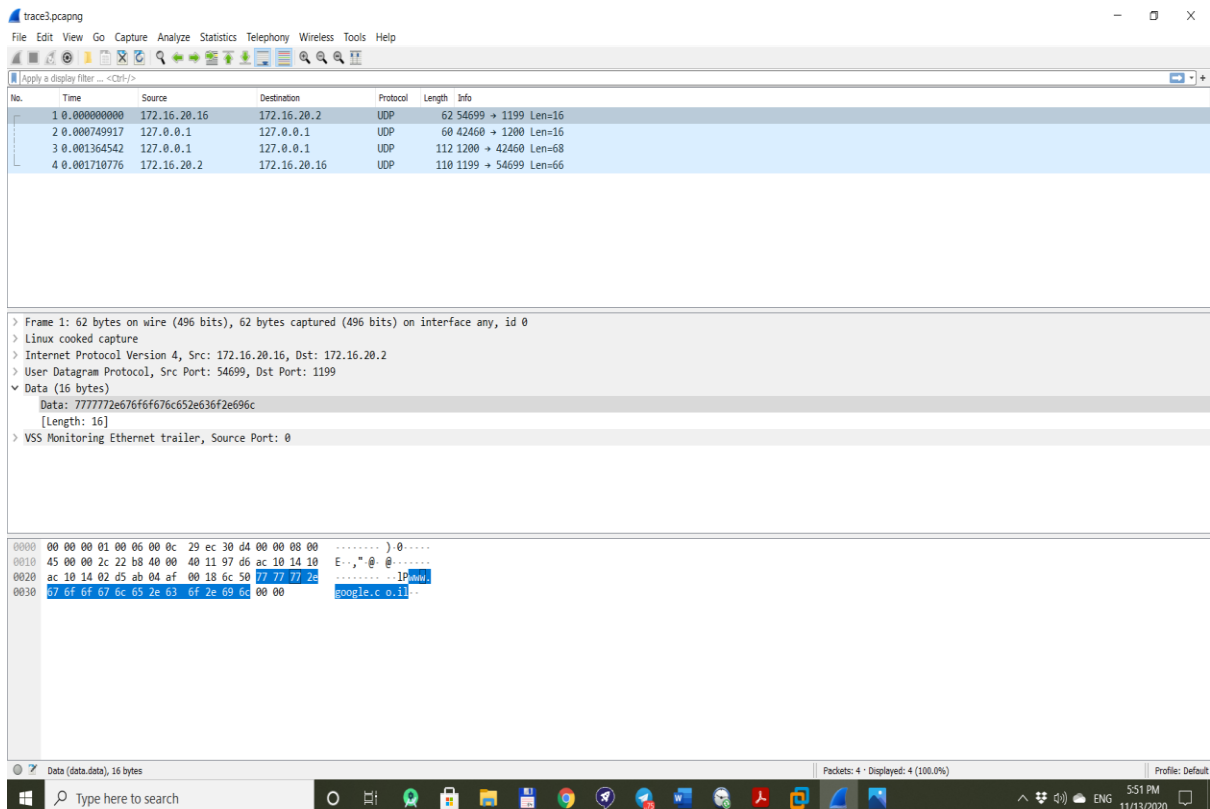 trace3.pcapng
File Edit View Go Capture Analyze Statistics Telephony Wireless Tools Help
Apply a display filter ... <Ctrl-/>
No. Time Source Destination Protocol Length Info
1 0.000000000 172.16.20.16 172.16.20.2 UDP 62 54699 → 1199 Len=16
2 0.000749917 127.0.0.1 127.0.0.1 UDP 60 42460 → 1200 Len=16
3 0.001364542 127.0.0.1 127.0.0.1 UDP 112 1200 → 42460 Len=68
4 0.001710776 172.16.20.2 172.16.20.16 UDP 110 1199 → 54699 Len=66
> Frame 1: 62 bytes on wire (496 bits), 62 bytes captured (496 bits) on interface any, id 0
> Linux cooked capture
> Internet Protocol Version 4, Src: 172.16.20.16, Dst: 172.16.20.2
> User Datagram Protocol, Src Port: 54699, Dst Port: 1199
Data (16 bytes)
Data: 7777772e676f6f676c652e636f2e696c
[Length: 16]
> VSS Monitoring Ethernet trailer, Source Port: 0
0000 00 00 00 01 00 06 00 0c 29 ec 30 d4 00 00 08 00 ········ )·0·····
0010 45 00 00 2c 22 b8 40 00 40 11 97 d6 ac 10 14 10 E··,"·@· @·······
0020 ac 10 14 02 d5 ab 04 af 00 18 6c 50 77 77 77 2e ········ ··lPwww.
0030 67 6f 6f 67 6c 65 2e 63 6f 2e 69 6c 00 00 google.c o.il··
Data (data.data), 16 bytes
Packets: 4 · Displayed: 4 (100.0%)
Profile: Default
Type here to search
ENG
5:51 PM
11/13/2020